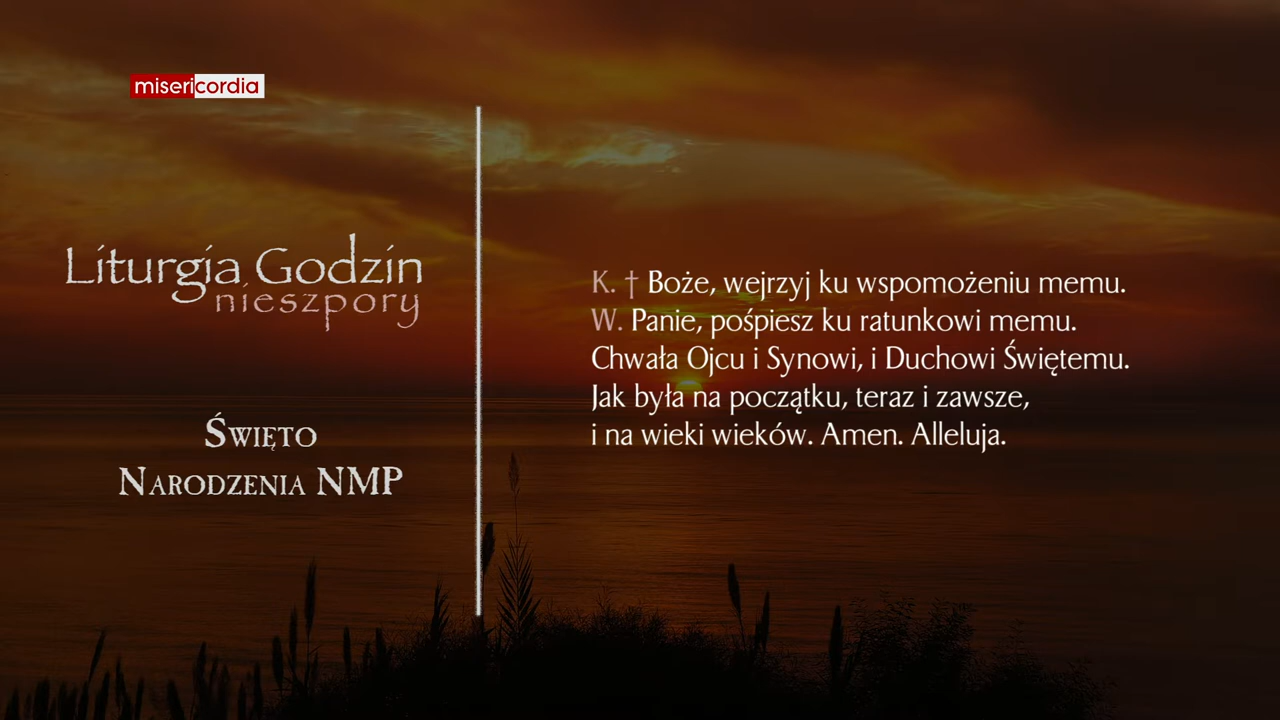 misericordia
Liturgia Godzin
nieszpory
Święto
Narodzenia NMP
K. † Boże, wejrzyj ku wspomożeniu memu.
W. Panie, pośpiesz ku ratunkowi memu.
Chwała Ojcu i Synowi, i Duchowi Świętemu.
Jak była na początku, teraz i zawsze,
i na wieki wieków. Amen. Alleluja.